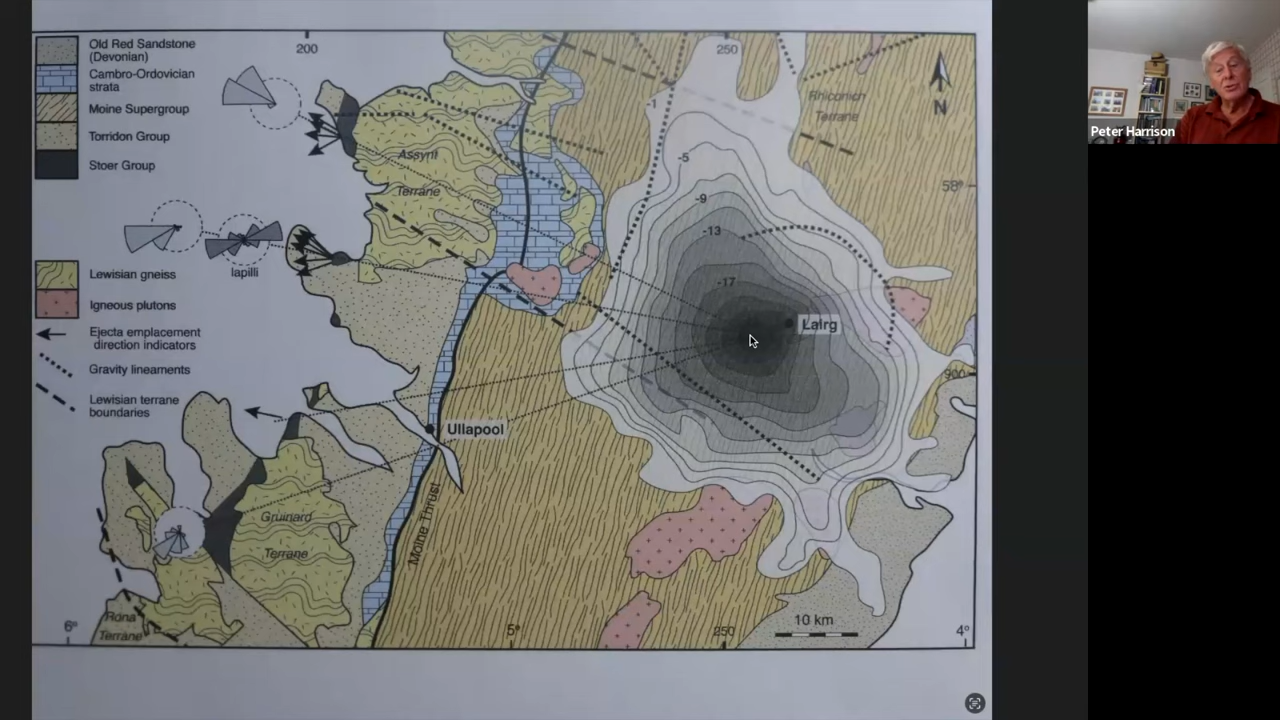 Old Red Sandstone
(Devonian)
Cambro-Ordovician
strata
Moine Supergroup
Torridon Group
Stoer Group
Lewisian gneiss
Igneous plutons
Ejecta emplacement
direction indicators
Gravity lineaments
Lewisian terrane
boundaries
200
250
N
Rhiconich
Terrane
Assynt
Terrane
58°
-1
-5
-9
-13
-17
lapilli
Lairg
900
Ullapool
Moine Thrust
Gruinard
Terrane
Rona
Terrane
6°
5°
250
10 km
4°
Peter Harrison